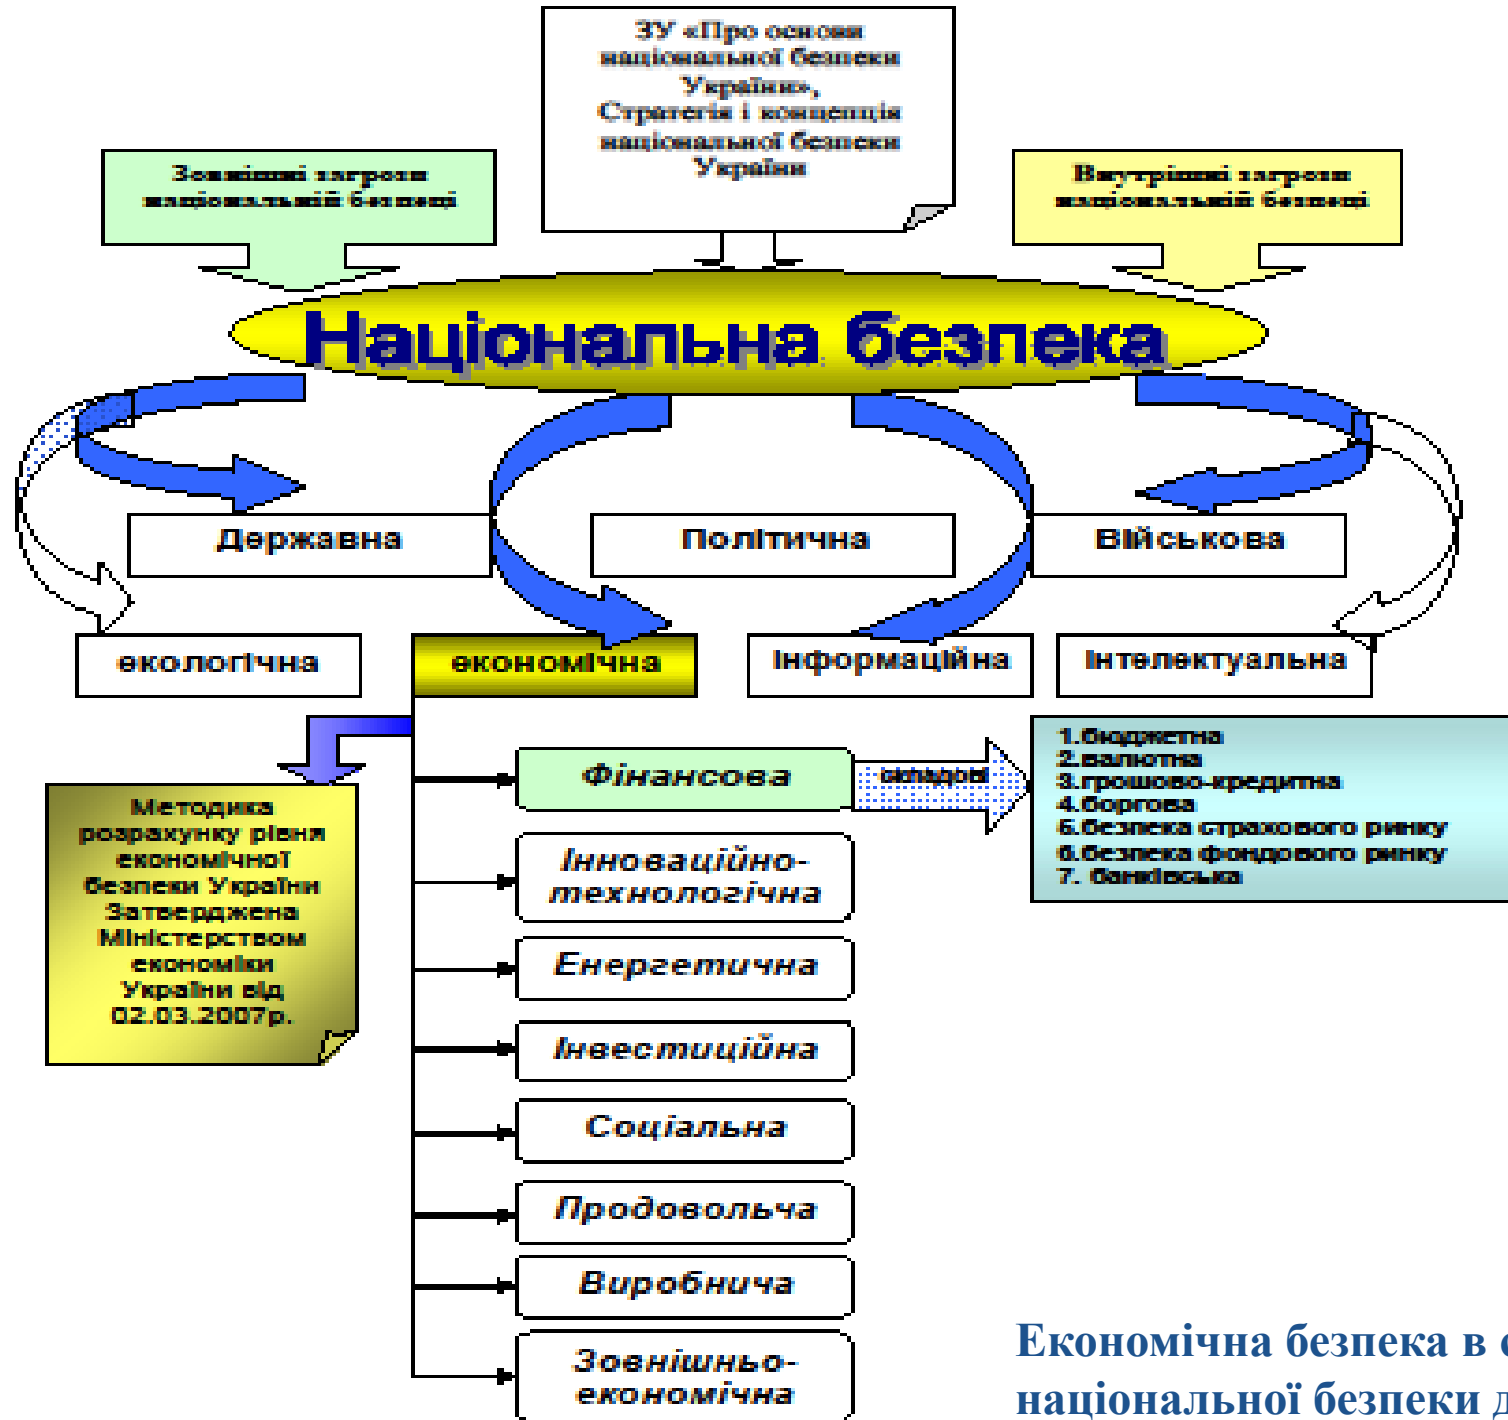 ЗУ «Про основи
національної безпеки
України»,
Стратегія і концепція
національної безпеки
України
Зовнішні загрози
національній безпеці
Внутрішні загрози
національній безпеці
Національна безпека
Державна
Політична
Військова
екологічна
економічна
інформаційна
інтелектуальна
Методика
розрахунку рівня
економічної
безпеки України
Затверджена
Міністерством
економіки
України від
02.03.2007р.
Фінансова
складові
1.бюджетна
2.валютна
3.грошово-кредитна
4.боргова
5.безпека страхового ринку
6.безпека фондового ринку
7. банківська
Інноваційно-
технологічна
Енергетична
Інвестиційна
Соціальна
Продовольча
Виробнича
Зовнішньо-
економічна
Економічна безпека в
національної безпеки